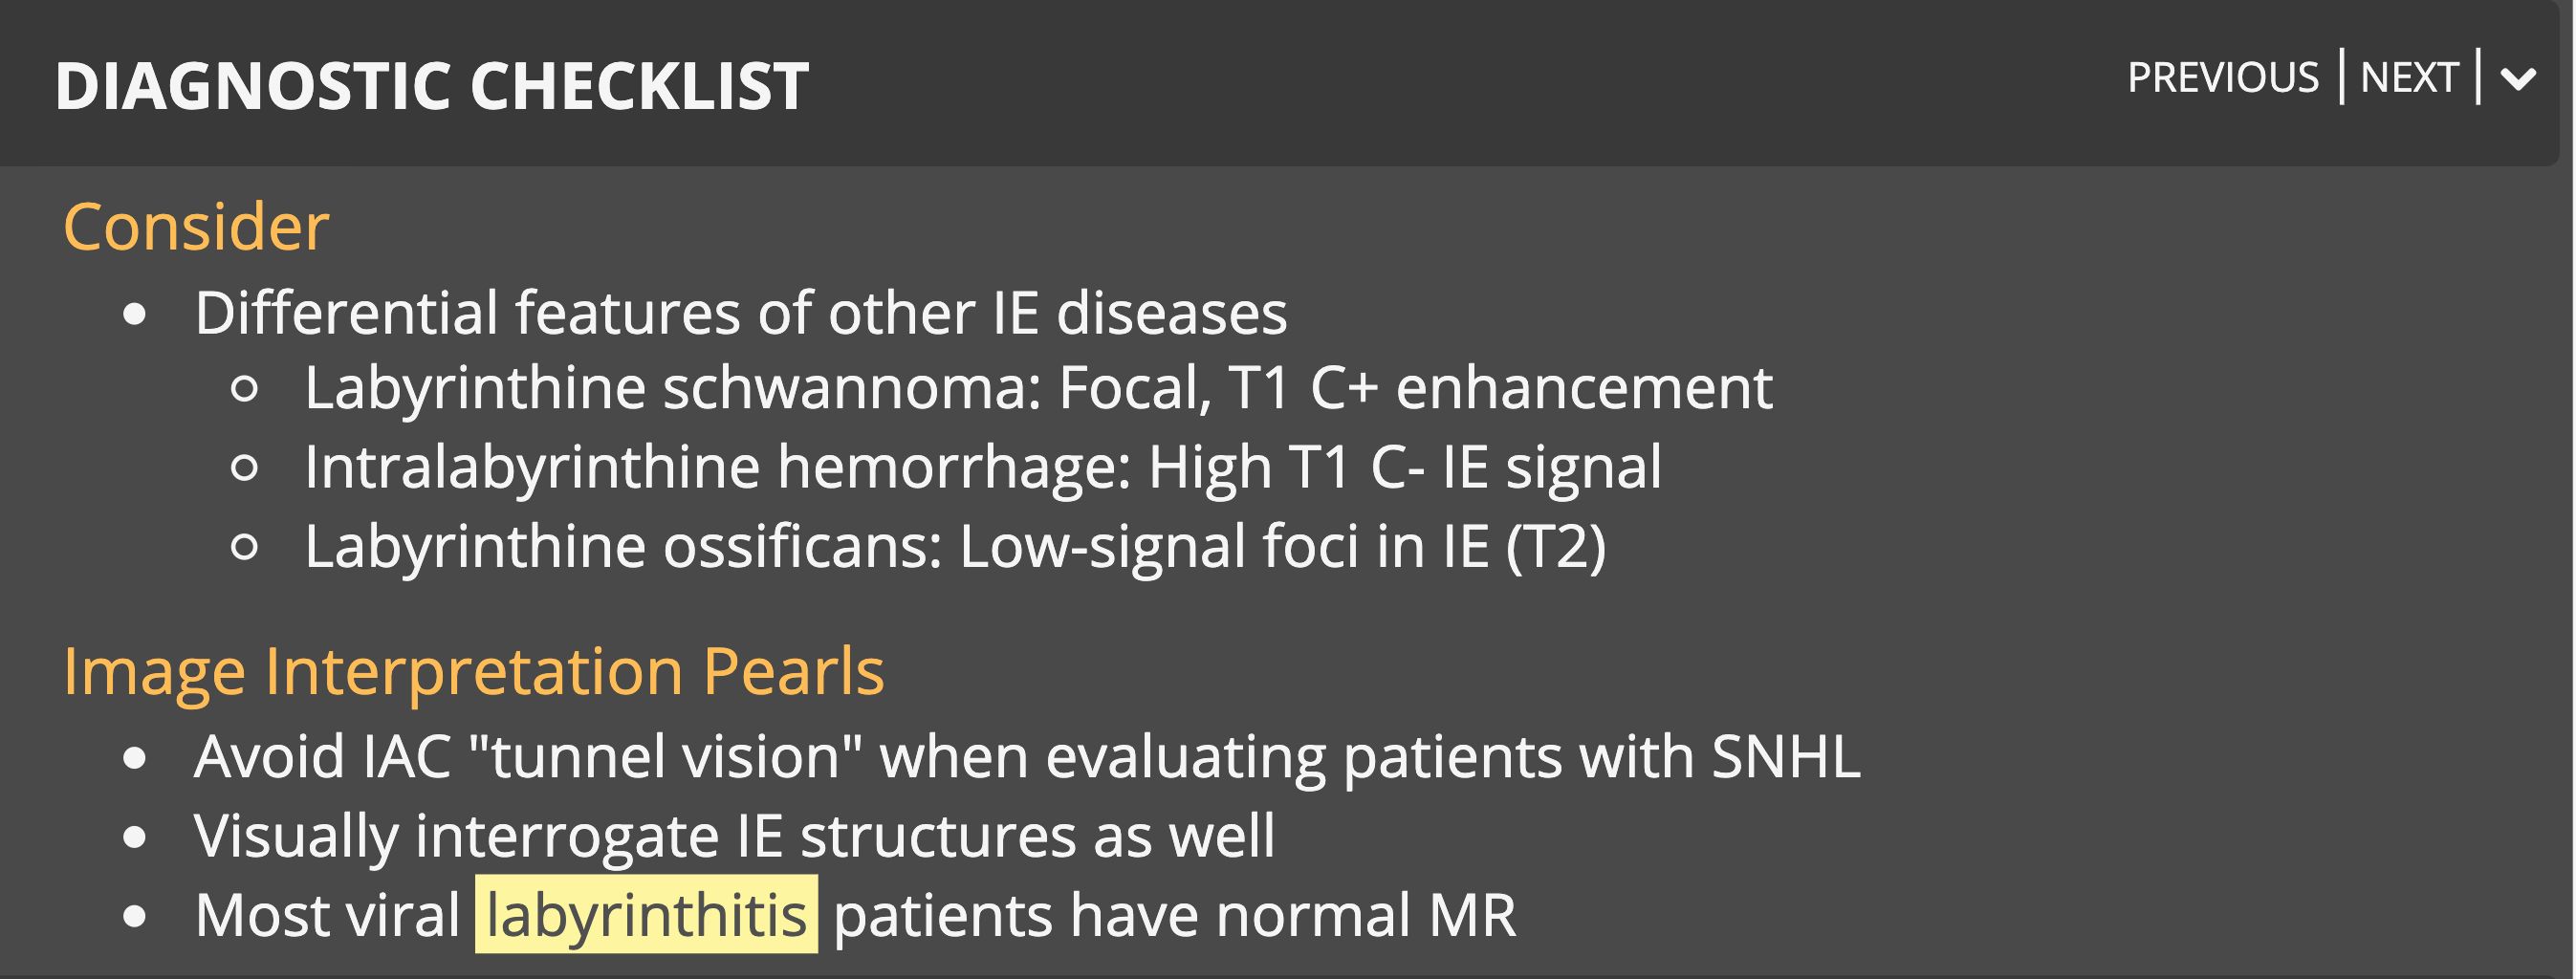 DIAGNOSTIC CHECKLIST
PREVIOUS | NEXT |
Consider
• Differential features of other IE diseases
○ Labyrinthine schwannoma: Focal, T1 C+ enhancement
○ Intralabyrinthine hemorrhage: High T1 C- IE signal
○ Labyrinthine ossificans: Low-signal foci in IE (T2)
Image Interpretation Pearls
• Avoid IAC "tunnel vision" when evaluating patients with SNHL
• Visually interrogate IE structures as well
• Most viral labyrinthitis patients have normal MR